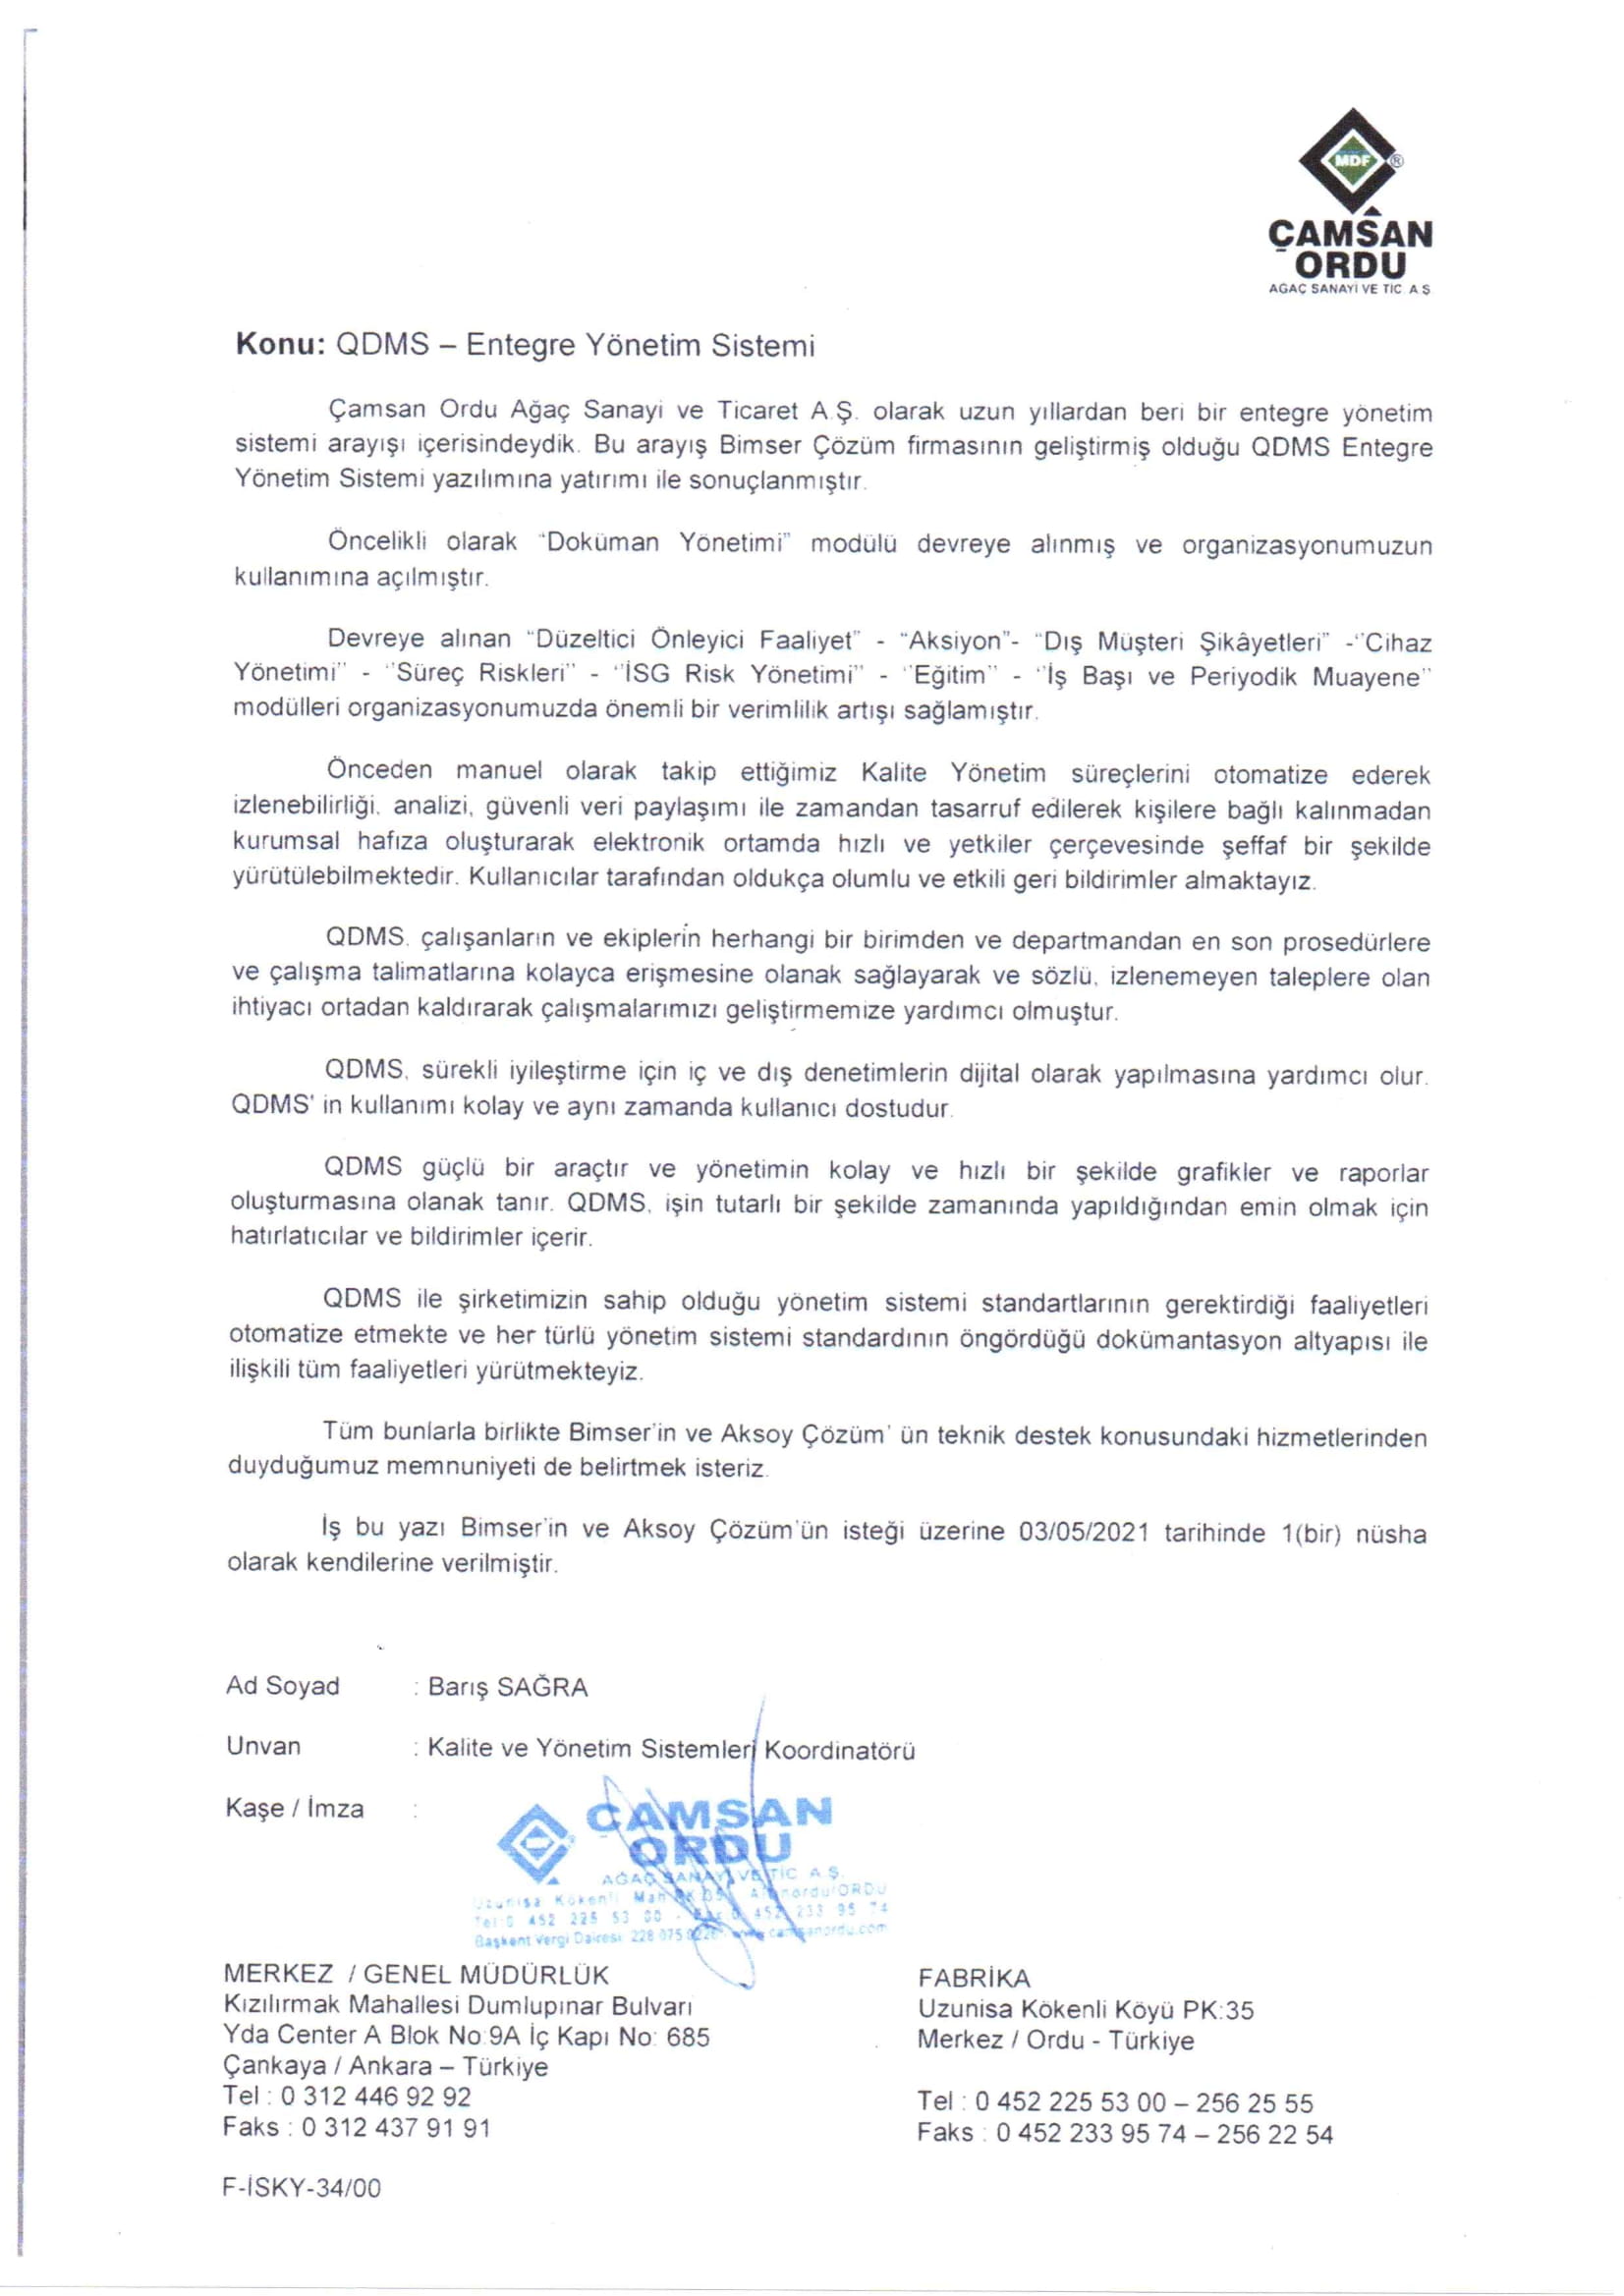 MDF ®
ÇAMSAN
ORDU
AĞAÇ SANAYİ VE TİC. A.Ş.
Konu: QDMS – Entegre Yönetim Sistemi
Çamsan Ordu Ağaç Sanayi ve Ticaret A.Ş. olarak uzun yıllardan beri bir entegre yönetim
sistemi arayışı içerisindeydik. Bu arayış Bimser Çözüm firmasının geliştirmiş olduğu QDMS Entegre
Yönetim Sistemi yazılımına yatırımı ile sonuçlanmıştır.
Öncelikli olarak “Doküman Yönetimi” modülü devreye alınmış ve organizasyonumuzun
kullanımına açılmıştır.
Devreye alınan “Düzeltici Önleyici Faaliyet” - “Aksiyon”- “Dış Müşteri Şikâyetleri” -“Cihaz
Yönetimi” - “Süreç Riskleri” - “İSG Risk Yönetimi” - “Eğitim” - “İş Başı ve Periyodik Muayene”
modülleri organizasyonumuzda önemli bir verimlilik artışı sağlamıştır.
Önceden manuel olarak takip ettiğimiz Kalite Yönetim süreçlerini otomatize ederek
izlenebilirliği, analizi, güvenli veri paylaşımı ile zamandan tasarruf edilerek kişilere bağlı kalınmadan
kurumsal hafıza oluşturarak elektronik ortamda hızlı ve yetkiler çerçevesinde şeffaf bir şekilde
yürütülebilmektedir. Kullanıcılar tarafından oldukça olumlu ve etkili geri bildirimler almaktayız.
QDMS, çalışanların ve ekiplerin herhangi bir birimden ve departmandan en son prosedürlere
ve çalışma talimatlarına kolayca erişmesine olanak sağlayarak ve sözlü, izlenemeyen taleplere olan
ihtiyacı ortadan kaldırarak çalışmalarımızı geliştirmemize yardımcı olmuştur.
QDMS, sürekli iyileştirme için iç ve dış denetimlerin dijital olarak yapılmasına yardımcı olur.
QDMS' in kullanımı kolay ve aynı zamanda kullanıcı dostudur.
QDMS güçlü bir araçtır ve yönetimin kolay ve hızlı bir şekilde grafikler ve raporlar
oluşturmasına olanak tanır. QDMS, işin tutarlı bir şekilde zamanında yapıldığından emin olmak için
hatırlatıcılar ve bildirimler içerir.
QDMS ile şirketimizin sahip olduğu yönetim sistemi standartlarının gerektirdiği faaliyetleri
otomatize etmekte ve her türlü yönetim sistemi standardının öngördüğü dokümantasyon altyapısı ile
ilişkili tüm faaliyetleri yürütmekteyiz.
Tüm bunlarla birlikte Bimser'in ve Aksoy Çözüm' ün teknik destek konusundaki hizmetlerinden
duyduğumuz memnuniyeti de belirtmek isteriz.
İş bu yazı Bimser'in ve Aksoy Çözüm'ün isteği üzerine 03/05/2021 tarihinde 1(bir) nüsha
olarak kendilerine verilmiştir.
Ad Soyad : Barış SAĞRA
Unvan : Kalite ve Yönetim Sistemleri Koordinatörü
Kaşe / İmza :
ÇAMSAN
ORDU
AĞAÇ SANAYİ VE TİC. A.Ş.
Uzunisa Kökenli Mah. PK:35 Altınordu/ORDU
Tel:0 452 225 53 00 - Fax:0 452 233 95 74
Başkent Vergi Dairesi: 228 075 www.camsanordu.com
MERKEZ / GENEL MÜDÜRLÜK
Kızılırmak Mahallesi Dumlupınar Bulvarı
Yda Center A Blok No:9A İç Kapı No: 685
Çankaya / Ankara – Türkiye
Tel : 0 312 446 92 92
Faks : 0 312 437 91 91
FABRİKA
Uzunisa Kökenli Köyü PK:35
Merkez / Ordu - Türkiye
Tel : 0 452 225 53 00 – 256 25 55
Faks : 0 452 233 95 74 – 256 22 54
F-İSKY-34/00